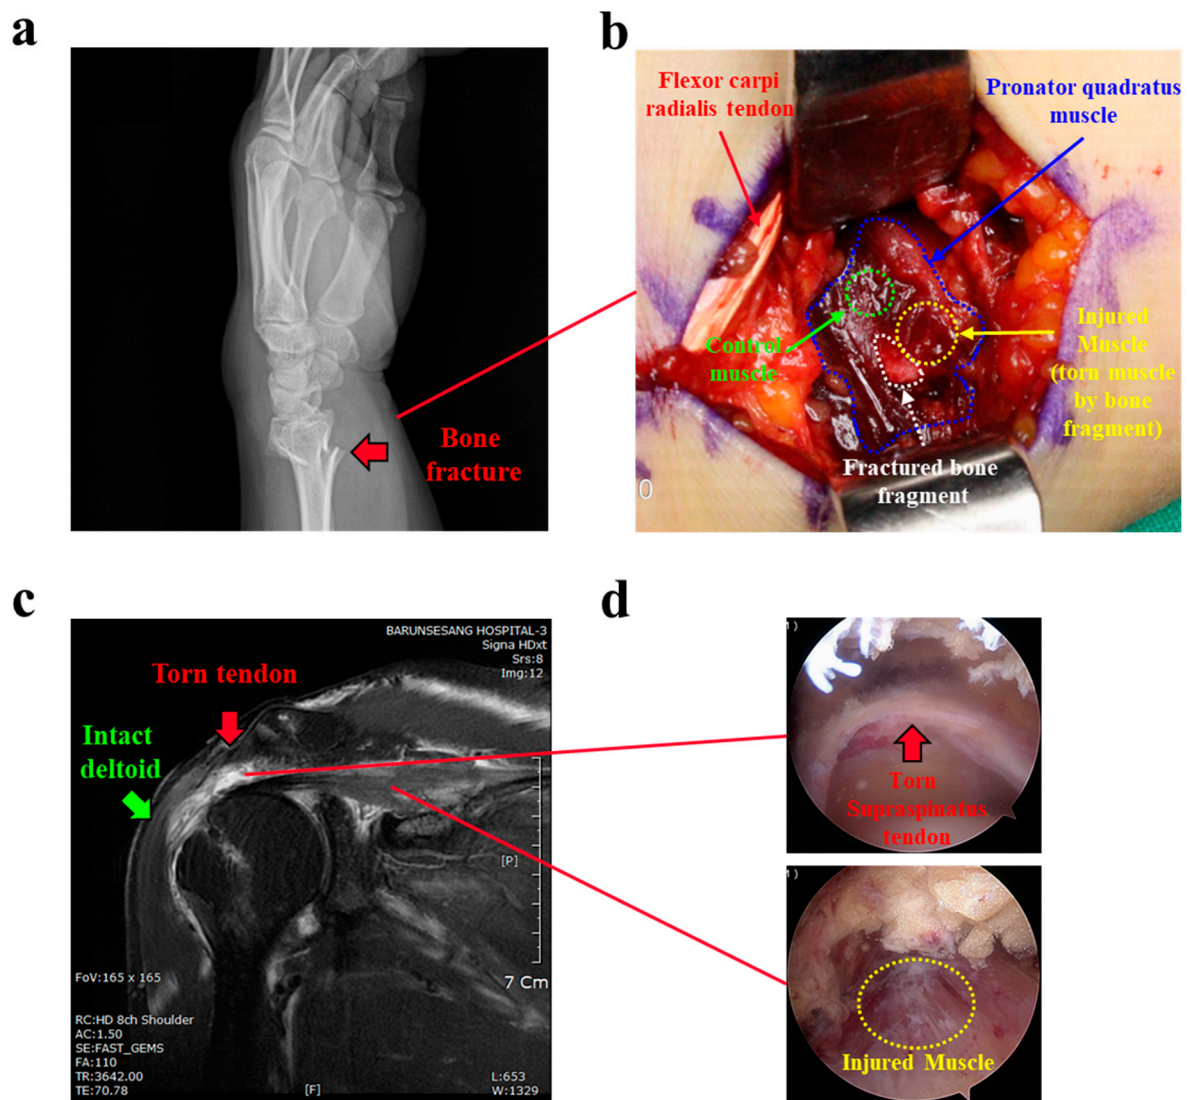 a
Bone
fracture
b
Flexor carpi
radialis tendon
Pronator quadratus
muscle
Control
muscle
Injured
Muscle
(torn muscle
by bone
fragment)
Fractured bone
fragment
0
c
BARUNSESANG HOSPITAL-3
Signa HDxt
Srs:8
Img:12
Torn tendon
Intact
deltoid
[P]
7 Cm
FoV:165 x 165
RC:HD 8ch Shoulder
AC:1.50
SE:FAST_GEMS
FA:110
TR:3642.00
TE:70.78
[F]
L:653
W:1329
d
Torn
Supraspinatus
tendon
Injured Muscle